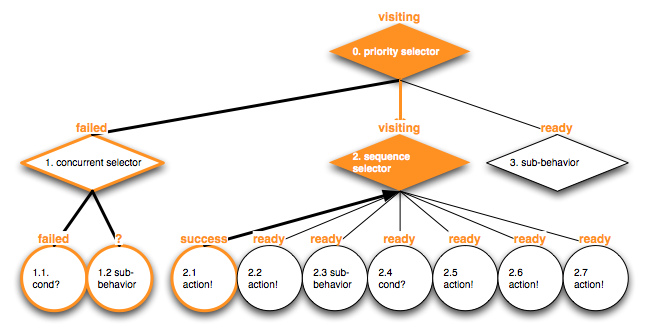 visiting
0. priority selector
failed
visiting
ready
1. concurrent selector
2. sequence
selector
3. sub-behavior
failed
?
success
ready
ready
ready
ready
ready
ready
1.1.
cond?
1.2 sub-
behavior
2.1
action!
2.2
action!
2.3 sub-
behavior
2.4
cond?
2.5
action!
2.6
action!
2.7
action!